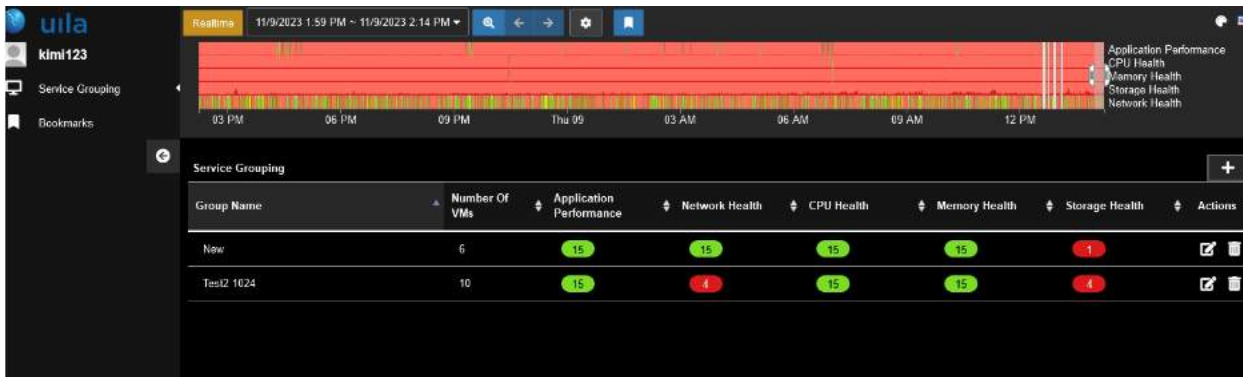 uila
Realtime 11/9/2023 1:59 PM ~ 11/9/2023 2:14 PM
kimi123
Service Grouping
Bookmarks
Application Performance
CPU Health
Memory Health
Storage Health
Network Health
03 PM 06 PM 09 PM Thu 09 03 AM 06 AM 09 AM 12 PM
Service Grouping
Group Name Number Of VMs Application Performance Network Health CPU Health Memory Health Storage Health Actions
New 6 15 15 15 15 1
Test2 1024 10 15 4 15 15 4